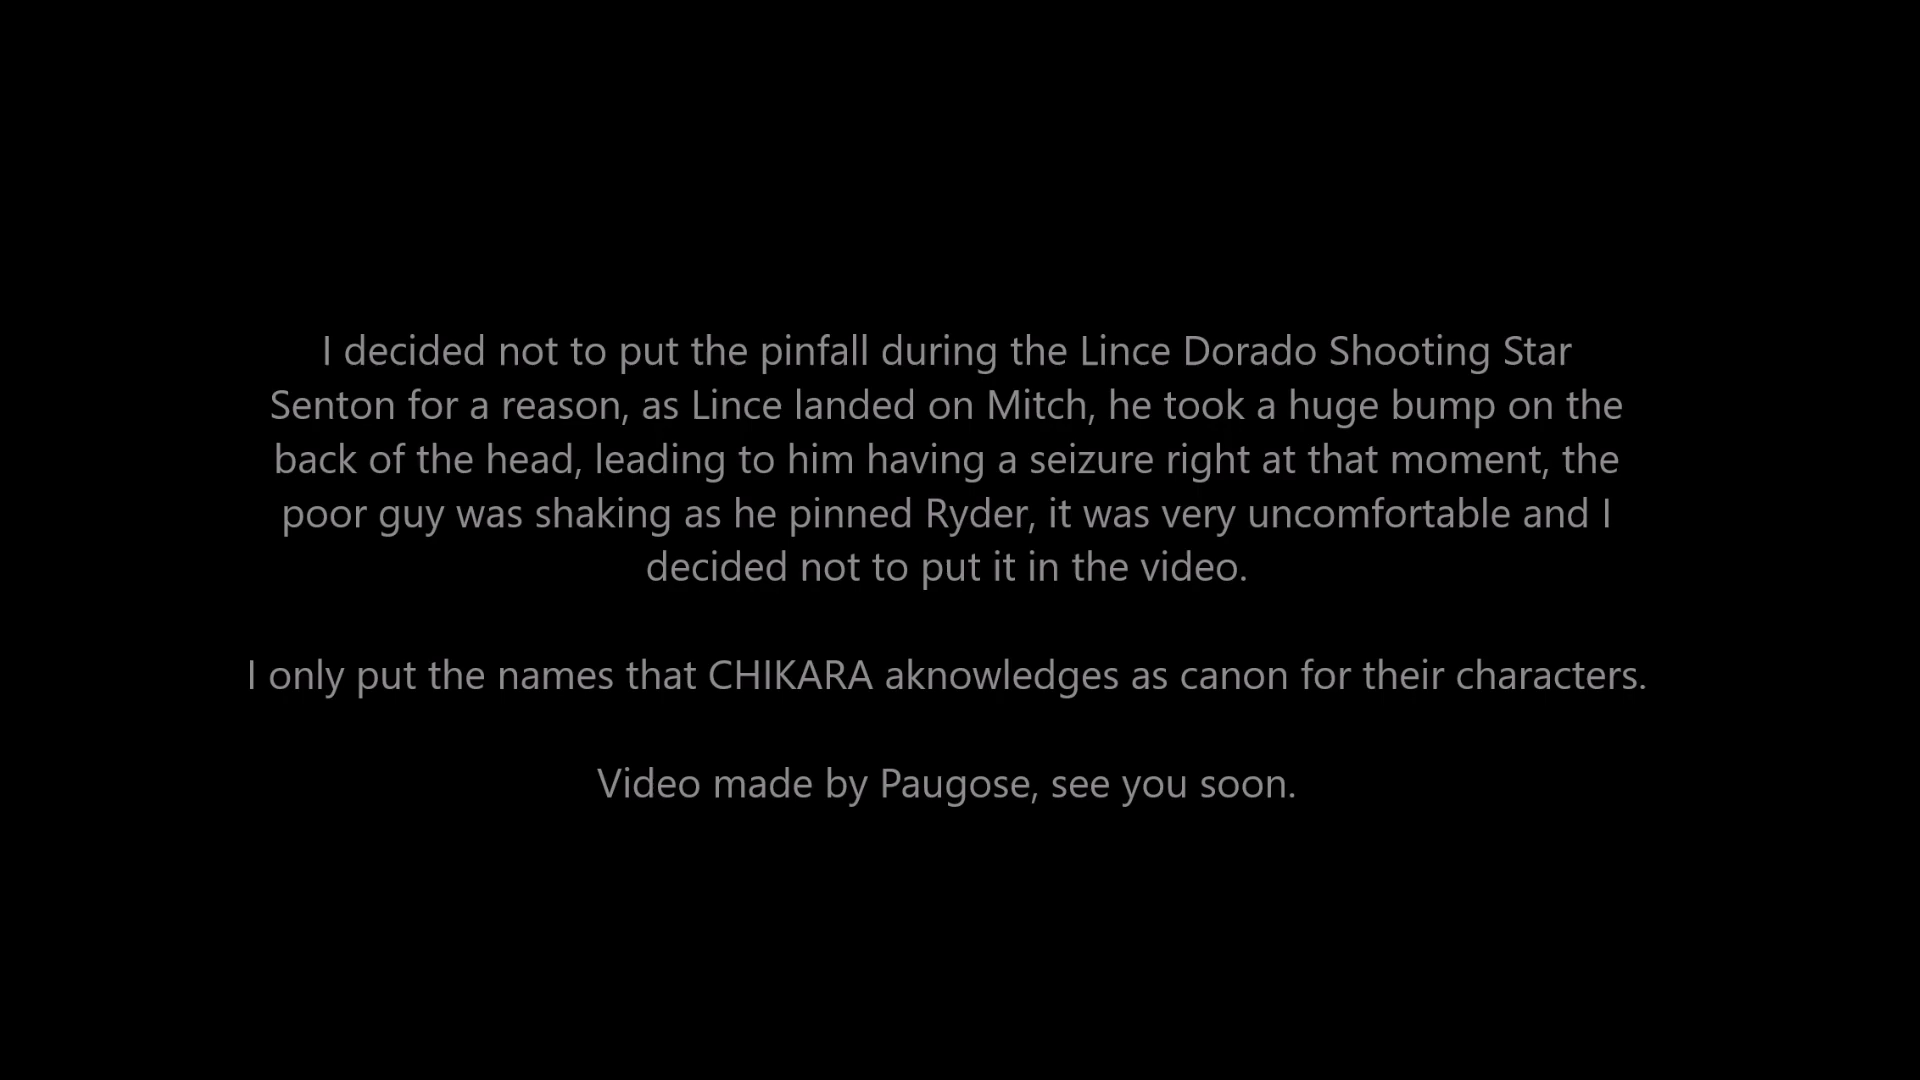 I decided not to put the pinfall during the Lince Dorado Shooting Star
Senton for a reason, as Lince landed on Mitch, he took a huge bump on the
back of the head, leading to him having a seizure right at that moment, the
poor guy was shaking as he pinned Ryder, it was very uncomfortable and I
decided not to put it in the video.
I only put the names that CHIKARA aknowledges as canon for their characters.
Video made by Paugose, see you soon.